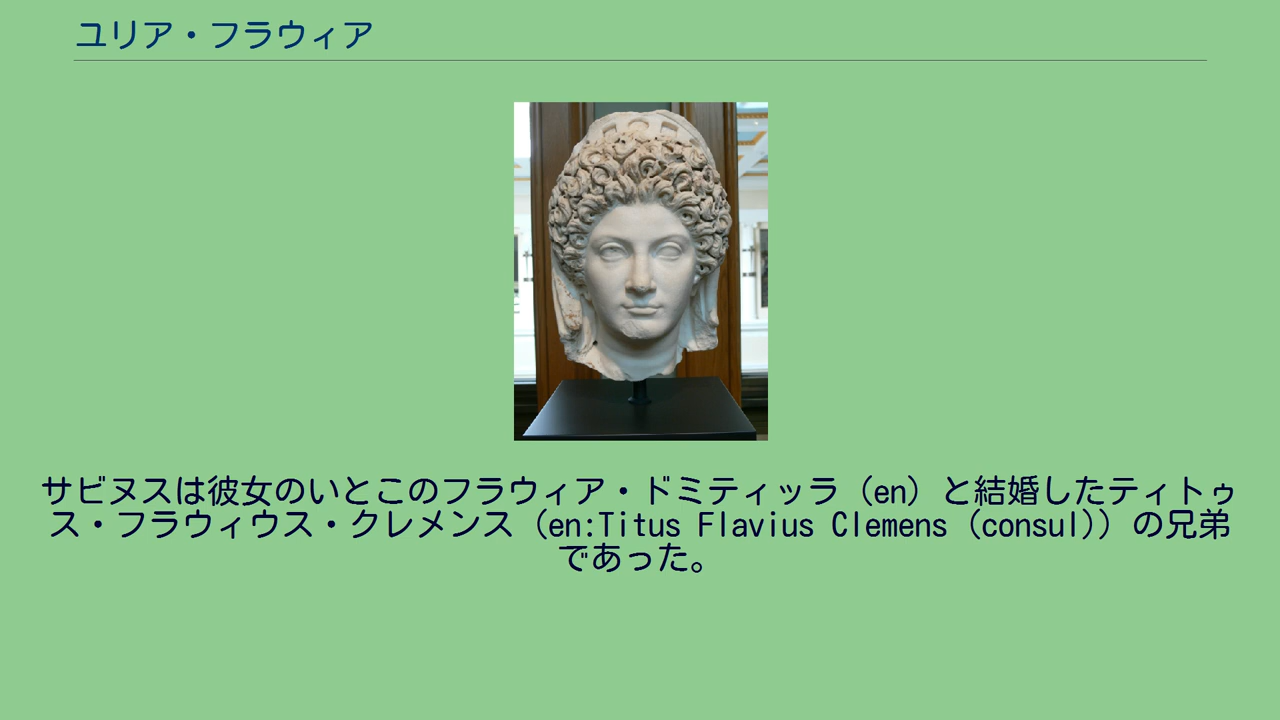 ユリア・フラウィア
サビヌスは彼女のいとこのフラウィア・ドミティッラ（en）と結婚したティトゥ
ス・フラウィウス・クレメンス（en:Titus Flavius Clemens (consul)）の兄弟
であった。